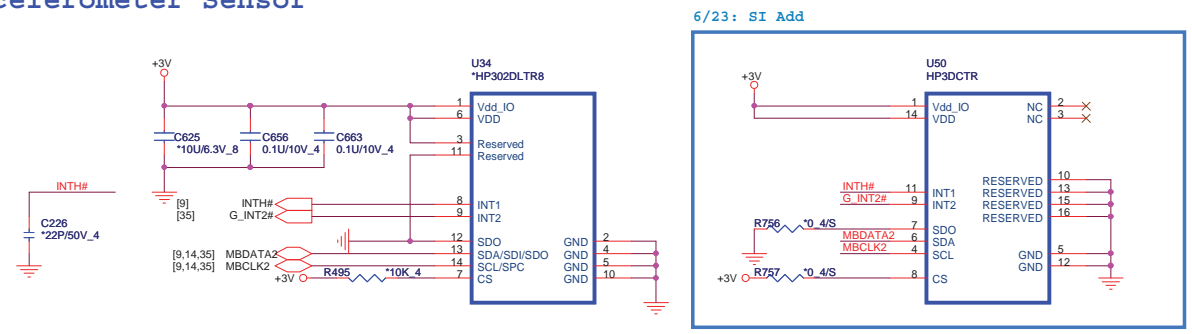 celerometer Sensor
6/23: SI Add
+3V
U34
*HP302DLTR8
1 Vdd_IO
6 VDD
3 Reserved
11 Reserved
8 INT1
9 INT2
12 SDO
13 SDA/SDI/SDO
14 SCL/SPC
7 CS
GND 2
GND 4
GND 5
GND 10
C625
*10U/6.3V_8
C656
0.1U/10V_4
C663
0.1U/10V_4
INTH#
C226
*22P/50V_4
[9] INTH#
[35] G_INT2#
[9,14,35] MBDATA2
[9,14,35] MBCLK2
+3V R495 *10K_4
U50
HP3DCTR
+3V
1 Vdd_IO
14 VDD
NC 2
NC 3
INTH# 11 INT1
G_INT2# 9 INT2
RESERVED 10
RESERVED 13
RESERVED 15
RESERVED 16
R756 *0_4/S
7 SDO
MBDATA2 6 SDA
MBCLK2 4 SCL
GND 5
GND 12
+3V R757 *0_4/S 8 CS